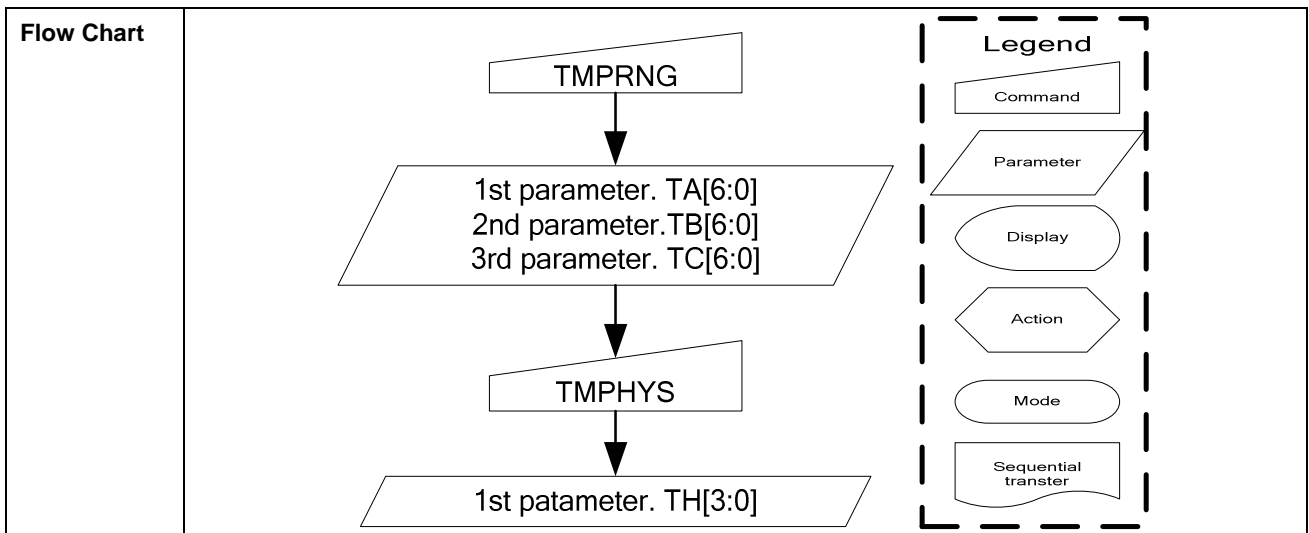 Flow Chart
TMPRNG
1st parameter. TA[6:0]
2nd parameter.TB[6:0]
3rd parameter. TC[6:0]
TMPHYS
1st patameter. TH[3:0]
Legend
Command
Parameter
Display
Action
Mode
Sequential
transter